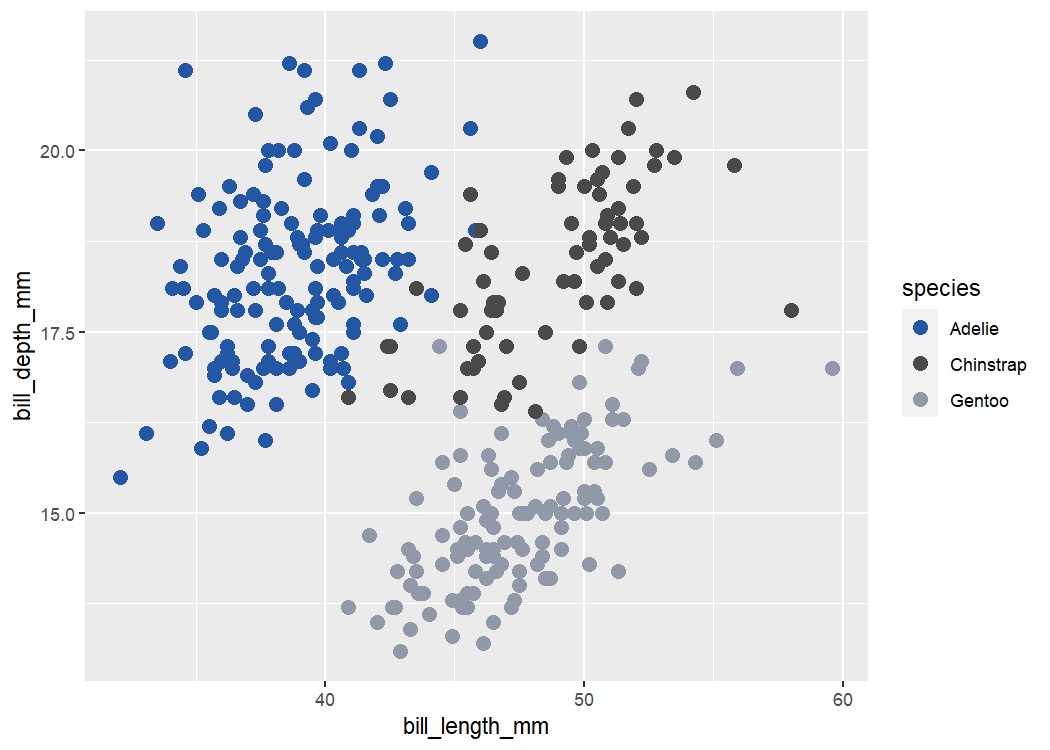 20.0
17.5
15.0
bill_depth_mm
40
50
60
bill_length_mm
species
Adelie
Chinstrap
Gentoo